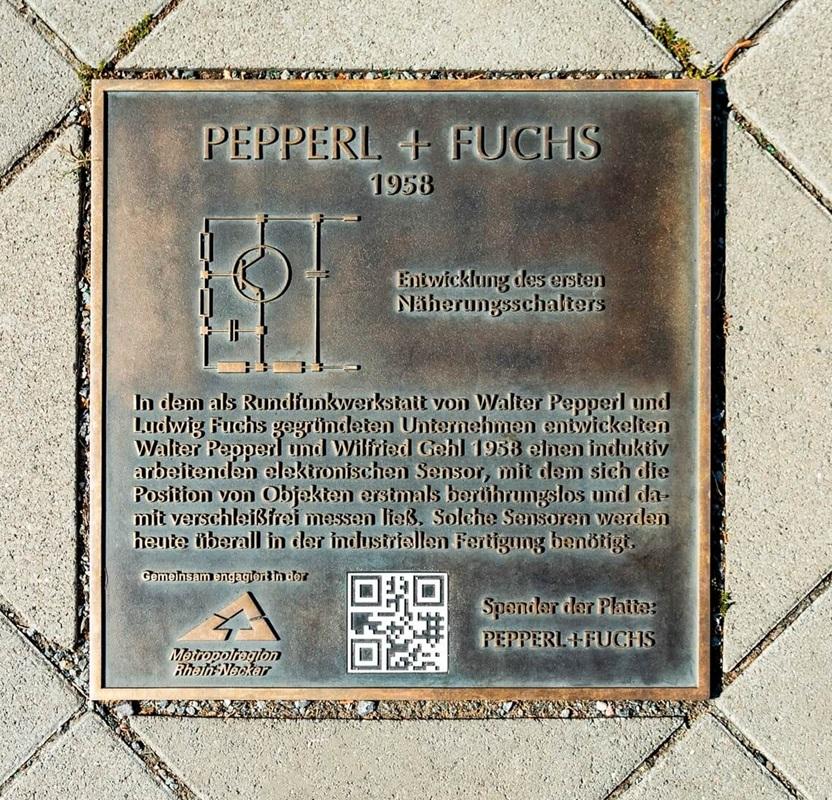 PEPPERL + FUCHS
1958
Entwicklung des ersten
Näherungsschalters
In dem als Rundfunkwerkstatt von Walter Pepperl und
Ludwig Fuchs gegründeten Unternehmen entwickelten
Walter Pepperl und Wilfried Gehl 1958 einen induktiv
arbeitenden elektronischen Sensor, mit dem sich die
Position von Objekten erstmals berührungslos und da-
mit verschleißfrei messen ließ. Solche Sensoren werden
heute überall in der industriellen Fertigung benötigt.
Gemeinsam engagiert in der
Metropolregion
Rhein-Neckar
Spender der Platte:
PEPPERL+FUCHS